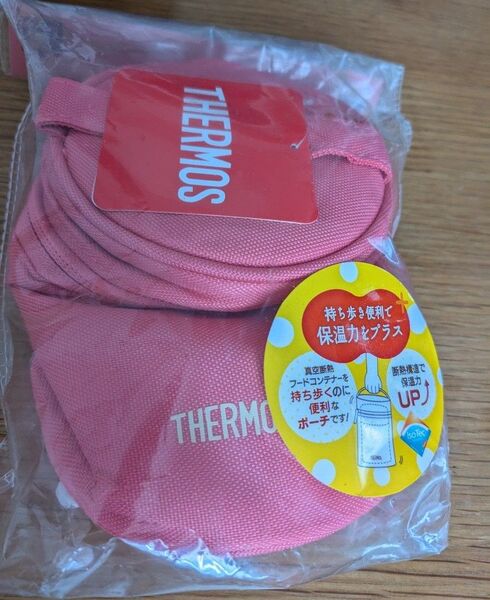 THERMOS
持ち歩き便利で
保温力をプラス
真空断熱
フードコンテナーを
持ち歩くのに
便利な
ポーチです!
断熱構造で
保温力
UP
IsoTec
THERMOS